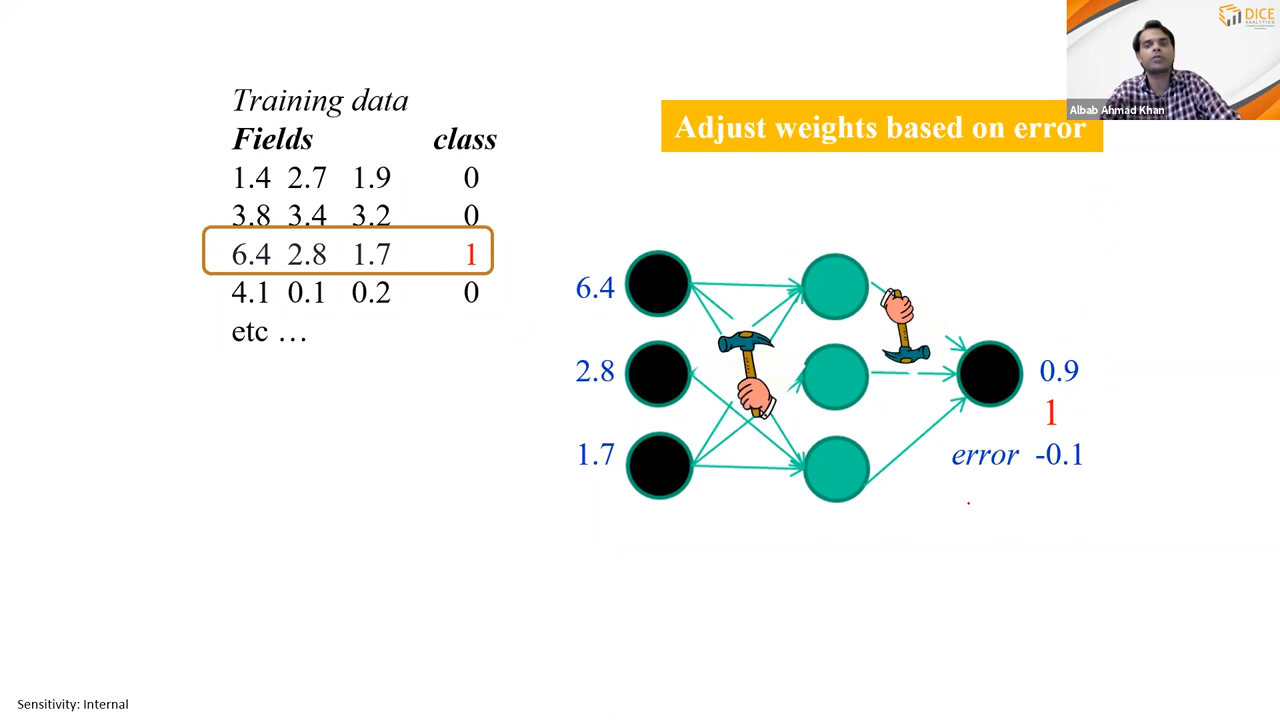 DICE
ANALYTICS
Albab Ahmad Khan
Training data
Fields class
1.4 2.7 1.9 0
3.8 3.4 3.2 0
6.4 2.8 1.7 1
4.1 0.1 0.2 0
etc …
Adjust weights based on error
6.4
2.8 0.9
1
1.7 error -0.1
Sensitivity: Internal